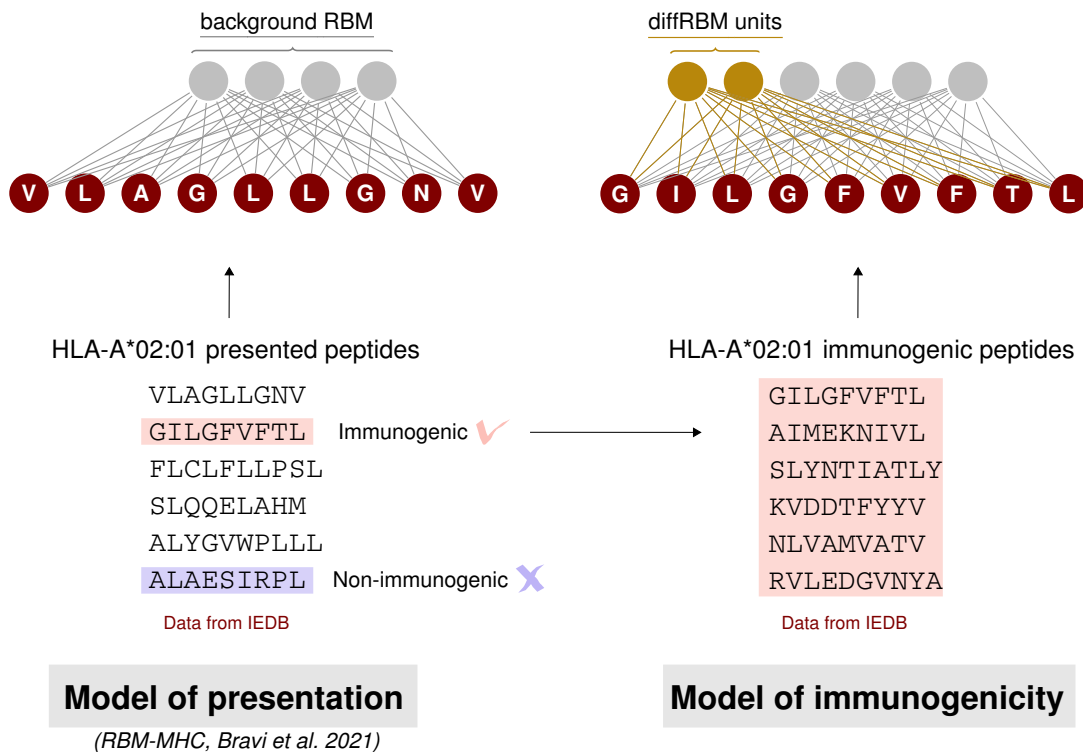 background RBM
V L A G L L G N V
HLA-A*02:01 presented peptides
VLAGLLGNV
GILGFVFTL Immunogenic
FLCLFLLPSL
SLQQELAHM
ALYGVWPLLL
ALAESIRPL Non-immunogenic
Data from IEDB
Model of presentation
(RBM-MHC, Bravi et al. 2021)
diffRBM units
G I L G F V F T L
HLA-A*02:01 immunogenic peptides
GILGFVFTL
AIMEKNIVL
SLYNTIATLY
KVDDTFYYV
NLVAMVATV
RVLEDGVNYA
Data from IEDB
Model of immunogenicity